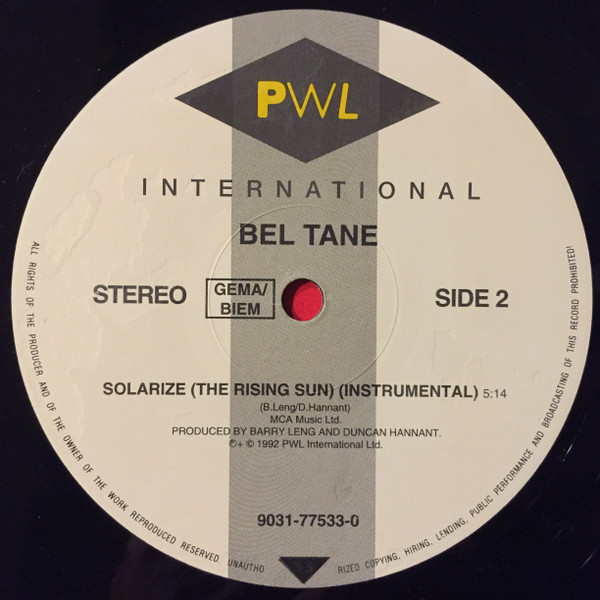 PWL
INTERNATIONAL
BEL TANE
STEREO
GEMA/
BIEM
SIDE 2
SOLARIZE (THE RISING SUN) (INSTRUMENTAL) 5:14
(B.Leng/D.Hannant)
MCA Music Ltd.
PRODUCED BY BARRY LENG AND DUNCAN HANNANT.
℗+ © 1992 PWL International Ltd.
9031-77533-0
ALL RIGHTS OF THE PRODUCER AND OF THE OWNER OF THE WORK REPRODUCED RESERVED. UNAUTHO
RIZED COPYING, HIRING, LENDING, PUBLIC PERFORMANCE AND BROADCASTING OF THIS RECORD PROHIBITED!